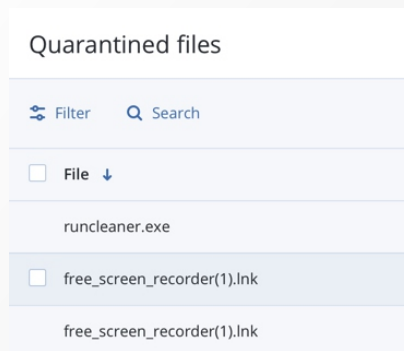 Quarantined files
Filter Search
File
runcleaner.exe
free_screen_recorder(1).lnk
free_screen_recorder(1).lnk